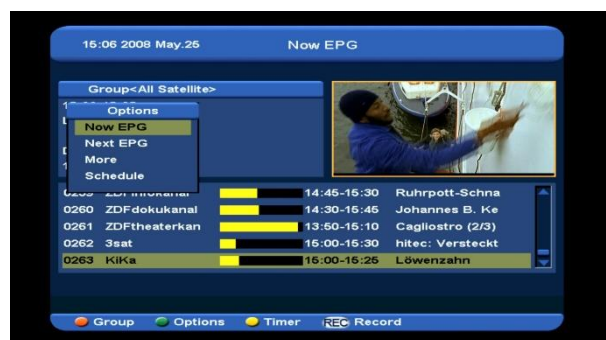 15:06 2008 May.25 Now EPG
Group<All Satellite>
Options
Now EPG
Next EPG
More
Schedule
0259 ZDFinfokanal 14:45-15:30 Ruhrpott-Schna
0260 ZDFdokukanal 14:30-15:45 Johannes B. Ke
0261 ZDFtheaterkan 13:50-15:10 Cagliostro (2/3)
0262 3sat 15:00-15:30 hitec: Versteckt
0263 KiKa 15:00-15:25 Löwenzahn
Group Options Timer REC Record